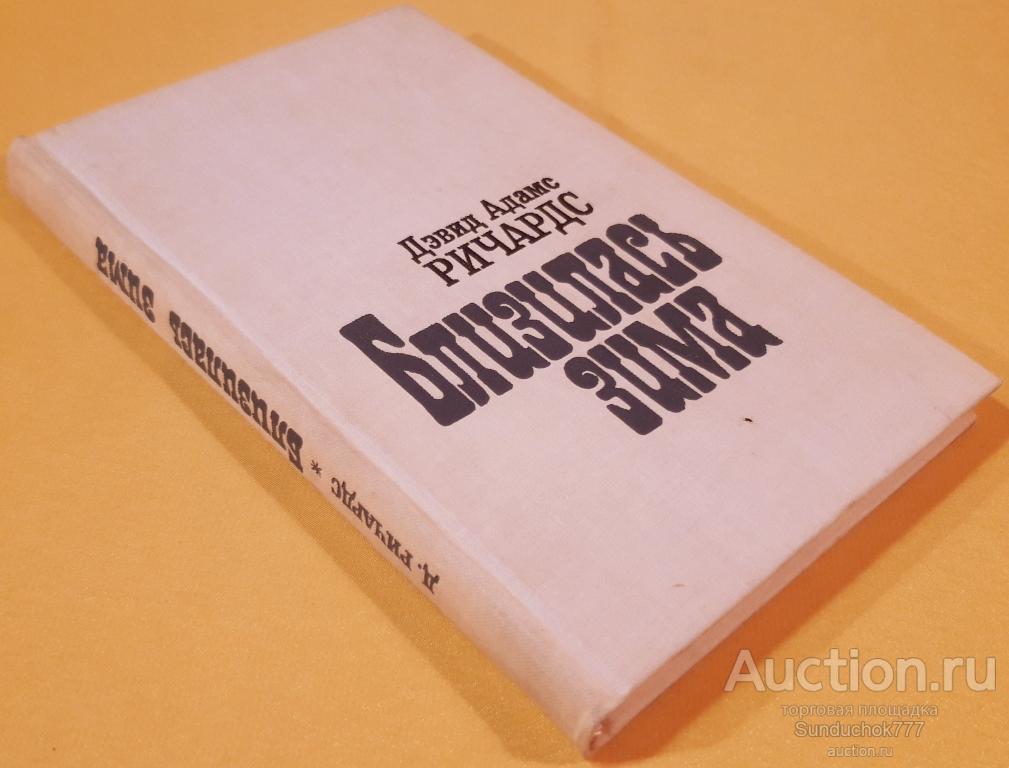 Дэвид Адамс
РИЧАРДС
Близилась
зима
Д. РИЧАРДС * Близилась зима
Auction.ru
торговая площадка
Sunduchok777
auction.ru